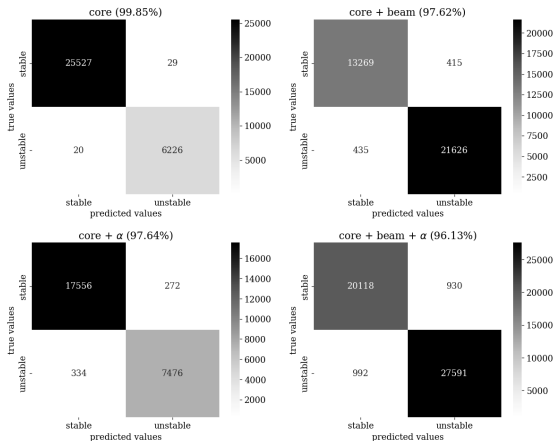 core (99.85%)
stable
unstable
true values
25527
29
20
6226
stable
unstable
predicted values
25000
20000
15000
10000
5000
core + beam (97.62%)
stable
unstable
true values
13269
415
435
21626
stable
unstable
predicted values
20000
17500
15000
12500
10000
7500
5000
2500
core + α (97.64%)
stable
unstable
true values
17556
272
334
7476
stable
unstable
predicted values
16000
14000
12000
10000
8000
6000
4000
2000
core + beam + α (96.13%)
stable
unstable
true values
20118
930
992
27591
stable
unstable
predicted values
25000
20000
15000
10000
5000